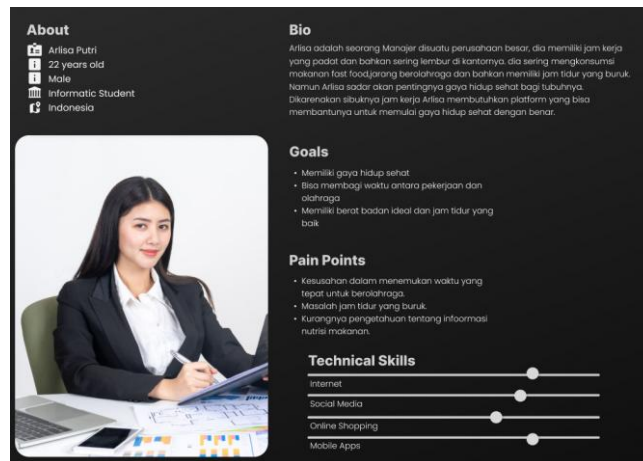 About
Arlisa Putri
22 years old
Male
Informatic Student
Indonesia
Bio
Arlisa adalah seorang Manajer disuatu perusahaan besar, dia memiliki jam kerja
yang padat dan bahkan sering lembur di kantornya. dia sering mengkonsumsi
makanan fast food,jarang berolahraga dan bahkan memiliki jam tidur yang buruk.
Namun Arlisa sadar akan pentingnya gaya hidup sehat bagi tubuhnya.
Dikarenakan sibuknya jam kerja Arlisa membutuhkan platform yang bisa
membantunya untuk memulai gaya hidup sehat dengan benar.
Goals
• Memiliki gaya hidup sehat
• Bisa membagi waktu antara pekerjaan dan
olahraga
• Memiliki berat badan ideal dan jam tidur yang
baik
Pain Points
• Kesusahan dalam menemukan waktu yang
tepat untuk berolahraga.
• Masalah jam tidur yang buruk.
• Kurangnya pengetahuan tentang infoormasi
nutrisi makanan.
Technical Skills
Internet
Social Media
Online Shopping
Mobile Apps